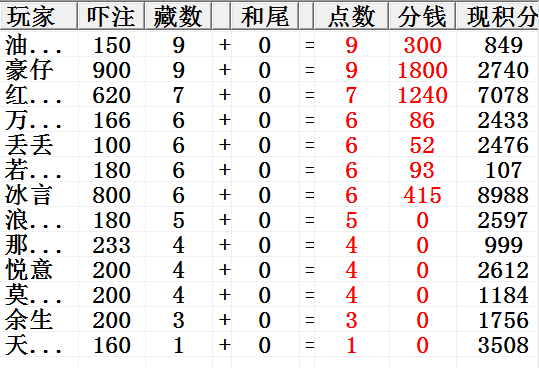 玩家 吓注 藏数 和尾 点数 分钱 现积分
油... 150 9 + 0 = 9 300 849
豪仔 900 9 + 0 = 9 1800 2740
红... 620 7 + 0 = 7 1240 7078
万... 166 6 + 0 = 6 86 2433
丢丢 100 6 + 0 = 6 52 2476
若... 180 6 + 0 = 6 93 107
冰言 800 6 + 0 = 6 415 8988
浪... 180 5 + 0 = 5 0 2597
那... 233 4 + 0 = 4 0 999
悦意 200 4 + 0 = 4 0 2612
莫... 200 4 + 0 = 4 0 1184
余生 200 3 + 0 = 3 0 1756
天... 160 1 + 0 = 1 0 3508